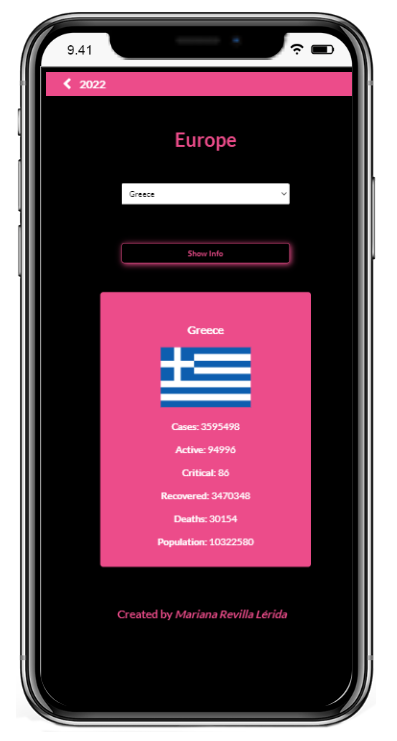 9.41
2022
Europe
Greece
Show Info
Greece
Cases: 3595498
Active: 94996
Critical: 86
Recovered: 3470348
Deaths: 30154
Population: 10322580
Created by Mariana Revilla Lérida